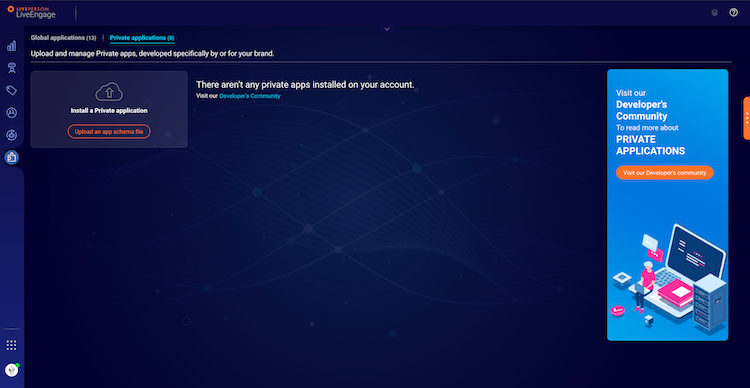 LIVEPERSON
LiveEngage
Global applications (13) | Private applications (0)
Upload and manage Private apps, developed specifically by or for your brand.
Install a Private application
Upload an app schema file
There aren't any private apps installed on your account.
Visit our Developer's Community
Visit our
Developer's
Community
To read more about
PRIVATE
APPLICATIONS
Visit our Developer's community